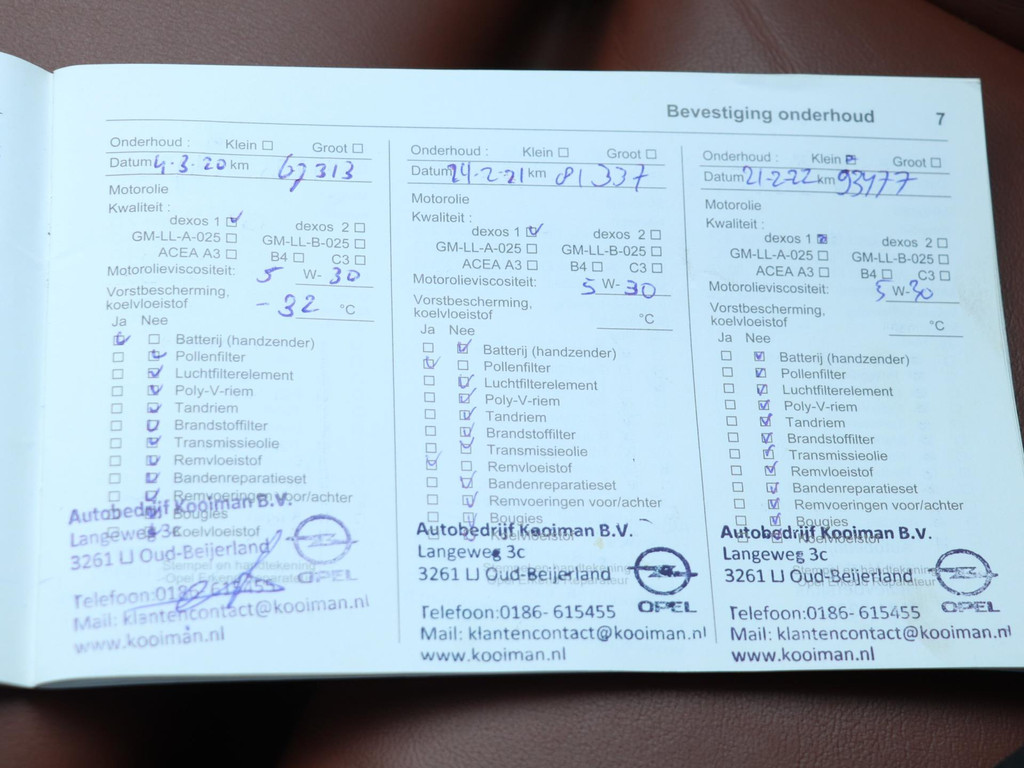 Bevestiging onderhoud 7
Onderhoud : Klein Groot
Datum 4-3-20 km 67313
Motorolie
Kwaliteit :
dexos 1 dexos 2
GM-LL-A-025 GM-LL-B-025
ACEA A3 B4 C3
Motorolieviscositeit: 5 W- 30
Vorstbescherming,
koelvloeistof - 32 °C
Ja Nee
Batterij (handzender)
Pollenfilter
Luchtfilterelement
Poly-V-riem
Tandriem
Brandstoffilter
Transmissieolie
Remvloeistof
Bandenreparatieset
Remvoeringen voor/achter
Bougies
Koelvloeistof
Autobedrijf Kooiman B.V.
Langeweg 3c
3261 LJ Oud-Beijerland
OPEL
Telefoon:0186-615455
Mail: klantencontact@kooiman.nl
www.kooiman.nl
Onderhoud : Klein Groot
Datum 24-2-21 km 81337
Motorolie
Kwaliteit :
dexos 1 dexos 2
GM-LL-A-025 GM-LL-B-025
ACEA A3 B4 C3
Motorolieviscositeit: 5 W- 30
Vorstbescherming,
koelvloeistof °C
Ja Nee
Batterij (handzender)
Pollenfilter
Luchtfilterelement
Poly-V-riem
Tandriem
Brandstoffilter
Transmissieolie
Remvloeistof
Bandenreparatieset
Remvoeringen voor/achter
Bougies
Koelvloeistof
Autobedrijf Kooiman B.V.
Langeweg 3c
3261 LJ Oud-Beijerland
OPEL
Telefoon:0186- 615455
Mail: klantencontact@kooiman.nl
www.kooiman.nl
Onderhoud : Klein Groot
Datum 21-2-22 km 93477
Motorolie
Kwaliteit :
dexos 1 dexos 2
GM-LL-A-025 GM-LL-B-025
ACEA A3 B4 C3
Motorolieviscositeit: 5 W-30
Vorstbescherming,
koelvloeistof °C
Ja Nee
Batterij (handzender)
Pollenfilter
Luchtfilterelement
Poly-V-riem
Tandriem
Brandstoffilter
Transmissieolie
Remvloeistof
Bandenreparatieset
Remvoeringen voor/achter
Bougies
Koelvloeistof
Autobedrijf Kooiman B.V.
Langeweg 3c
3261 LJ Oud-Beijerland
OPEL
Telefoon:0186- 615455
Mail: klantencontact@kooiman.nl
www.kooiman.nl